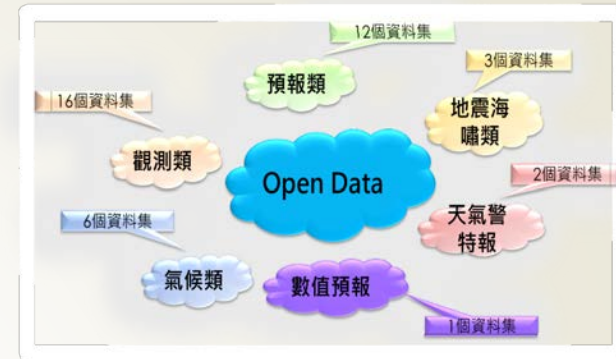 12個資料集
預報類
3個資料集
地震海
嘯類
16個資料集
觀測類
Open Data
2個資料集
天氣警
特報
6個資料集
氣候類
數值預報
1個資料集